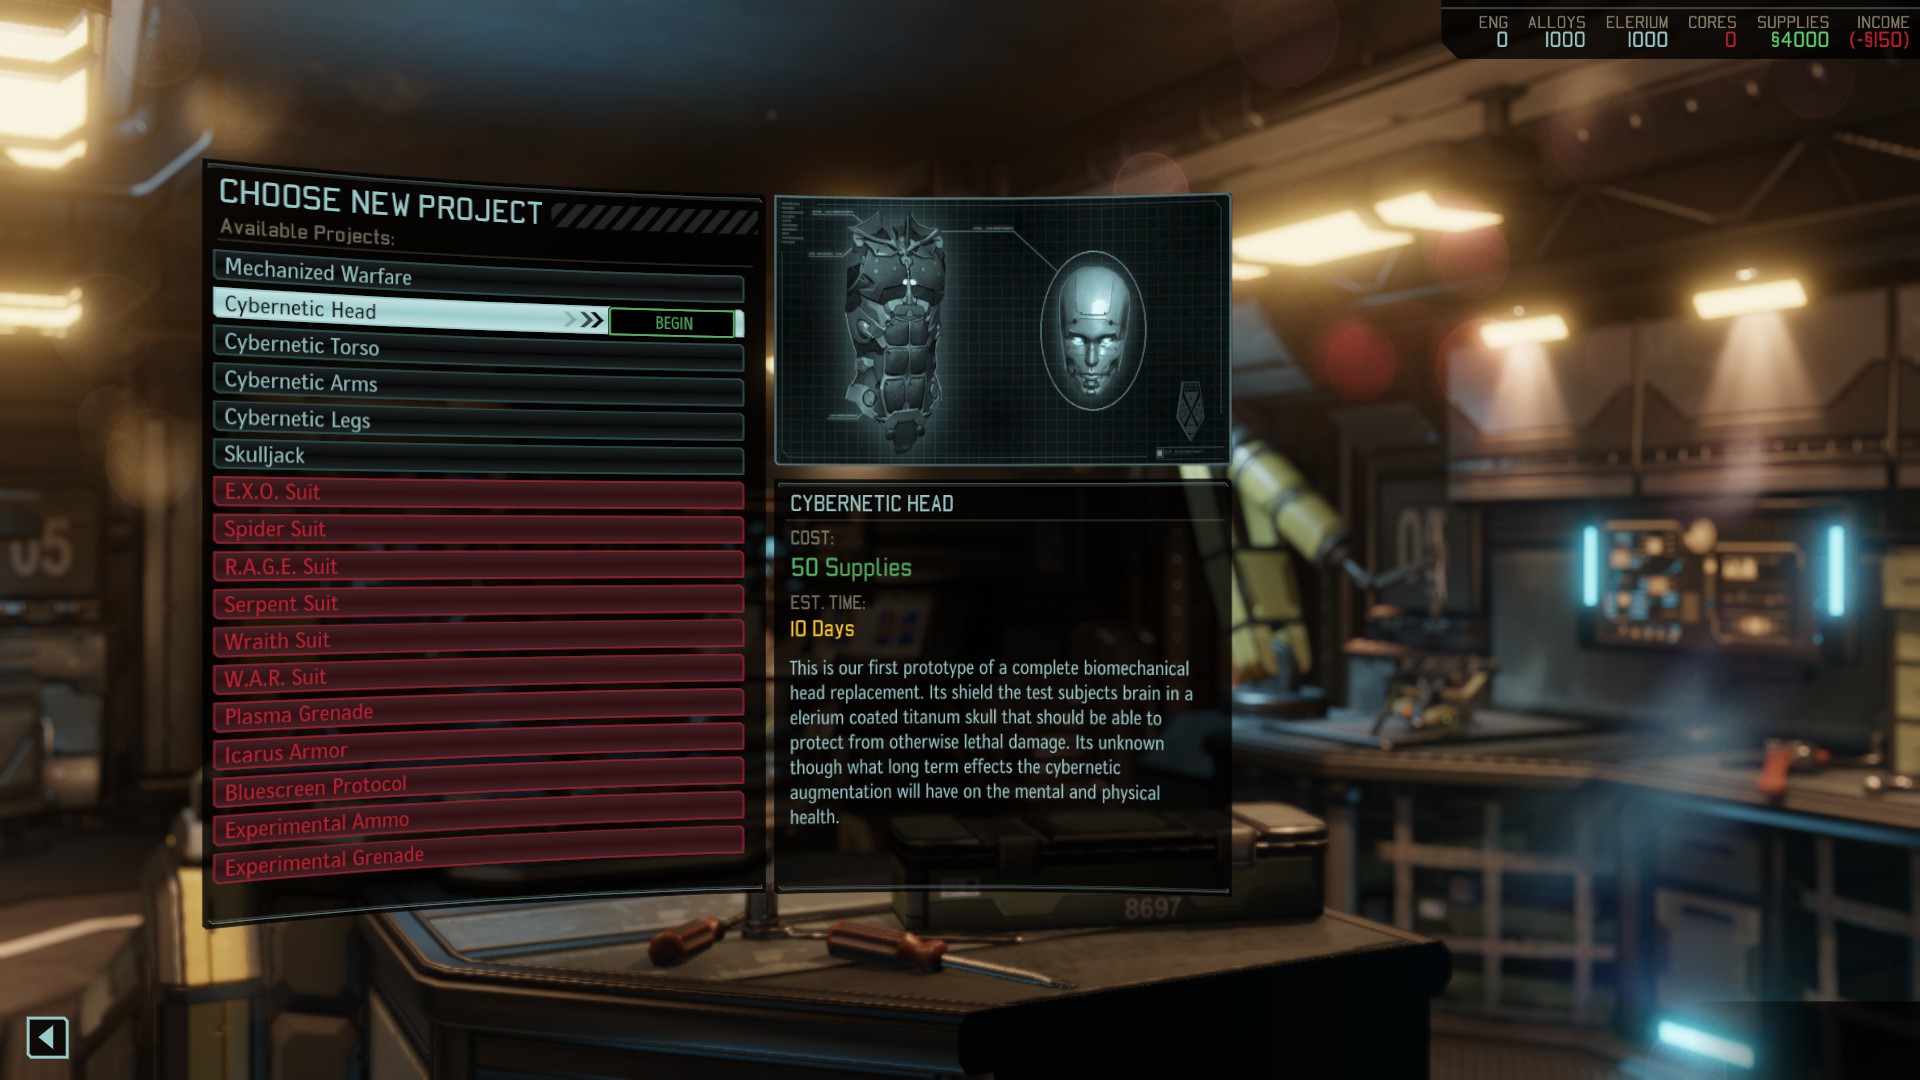 ENG ALLOYS ELERIUM CORES SUPPLIES INCOME
0 1000 1000 0 §4000 (-§150)
CHOOSE NEW PROJECT
Available Projects:
Mechanized Warfare
Cybernetic Head
BEGIN
Cybernetic Torso
Cybernetic Arms
Cybernetic Legs
Skulljack
E.X.O. Suit
Spider Suit
R.A.G.E. Suit
Serpent Suit
Wraith Suit
W.A.R. Suit
Plasma Grenade
Icarus Armor
Bluescreen Protocol
Experimental Ammo
Experimental Grenade
CYBERNETIC HEAD
COST:
50 Supplies
EST. TIME:
10 Days
This is our first prototype of a complete biomechanical
head replacement. Its shield the test subjects brain in a
elerium coated titanum skull that should be able to
protect from otherwise lethal damage. Its unknown
though what long term effects the cybernetic
augmentation will have on the mental and physical
health.
05
8697